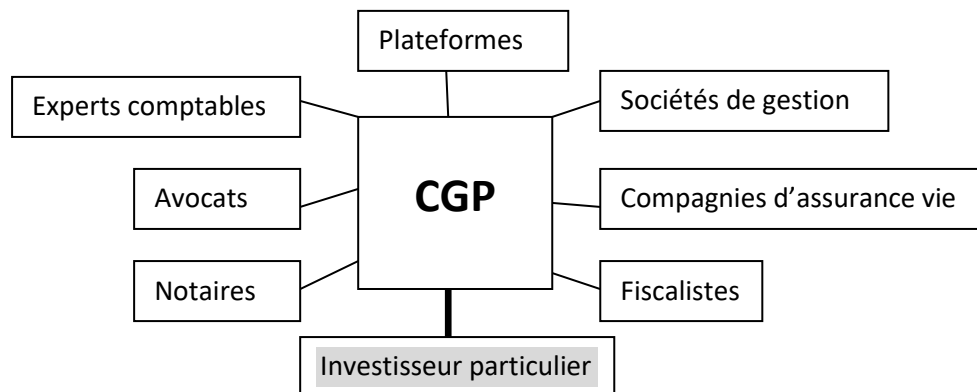 Plateformes
Experts comptables
Sociétés de gestion
Avocats
CGP
Compagnies d’assurance vie
Notaires
Fiscalistes
Investisseur particulier